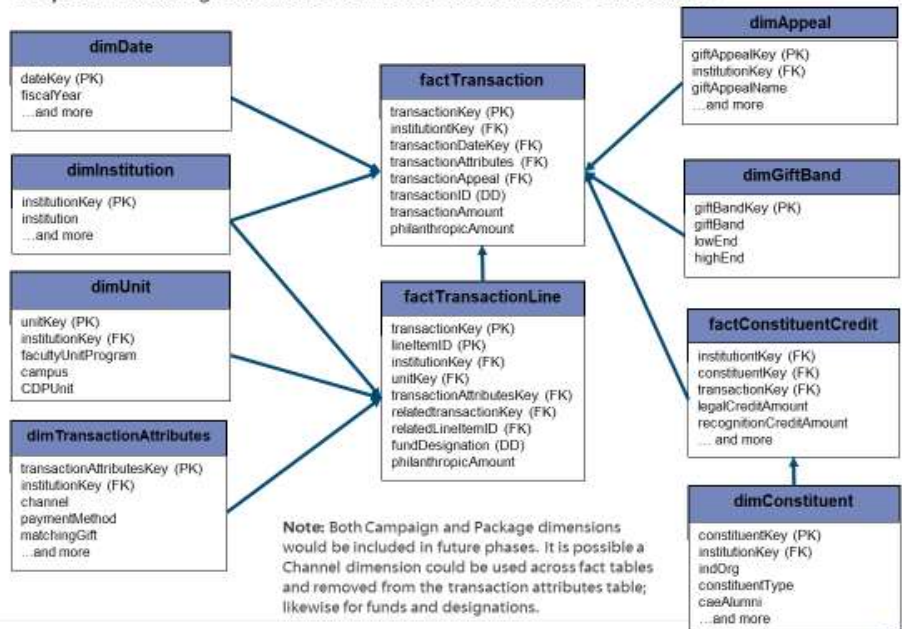 dimDate
dateKey (PK)
fiscalYear
...and more
dimInstitution
institutionKey (PK)
institution
...and more
dimUnit
unitKey (PK)
institutionKey (FK)
facultyUnitProgram
campus
CDPUnit
dimTransactionAttributes
transactionAttributesKey (PK)
institutionKey (FK)
channel
paymentMethod
matchingGift
...and more
factTransaction
transactionKey (PK)
institutiontKey (FK)
transactionDateKey (FK)
transactionAttributes (FK)
transactionAppeal (FK)
transactionID (DD)
transactionAmount
philanthropicAmount
factTransactionLine
transactionKey (PK)
lineItemID (PK)
institutionKey (FK)
unitKey (FK)
transactionAttributesKey (FK)
relatedtransactionKey (FK)
relatedLineItemID (FK)
fundDesignation (DD)
philanthropicAmount
Note: Both Campaign and Package dimensions
would be included in future phases. It is possible a
Channel dimension could be used across fact tables
and removed from the transaction attributes table;
likewise for funds and designations.
dimAppeal
giftAppealKey (PK)
institutionKey (FK)
giftAppealName
...and more
dimGiftBand
giftBandKey (PK)
giftBand
lowEnd
highEnd
factConstituentCredit
institutiontKey (FK)
constituentKey (FK)
transactionKey (FK)
legalCreditAmount
recognitionCreditAmount
... and more
dimConstituent
constituentKey (PK)
institutionKey (FK)
indOrg
constituentType
caeAlumni
...and more